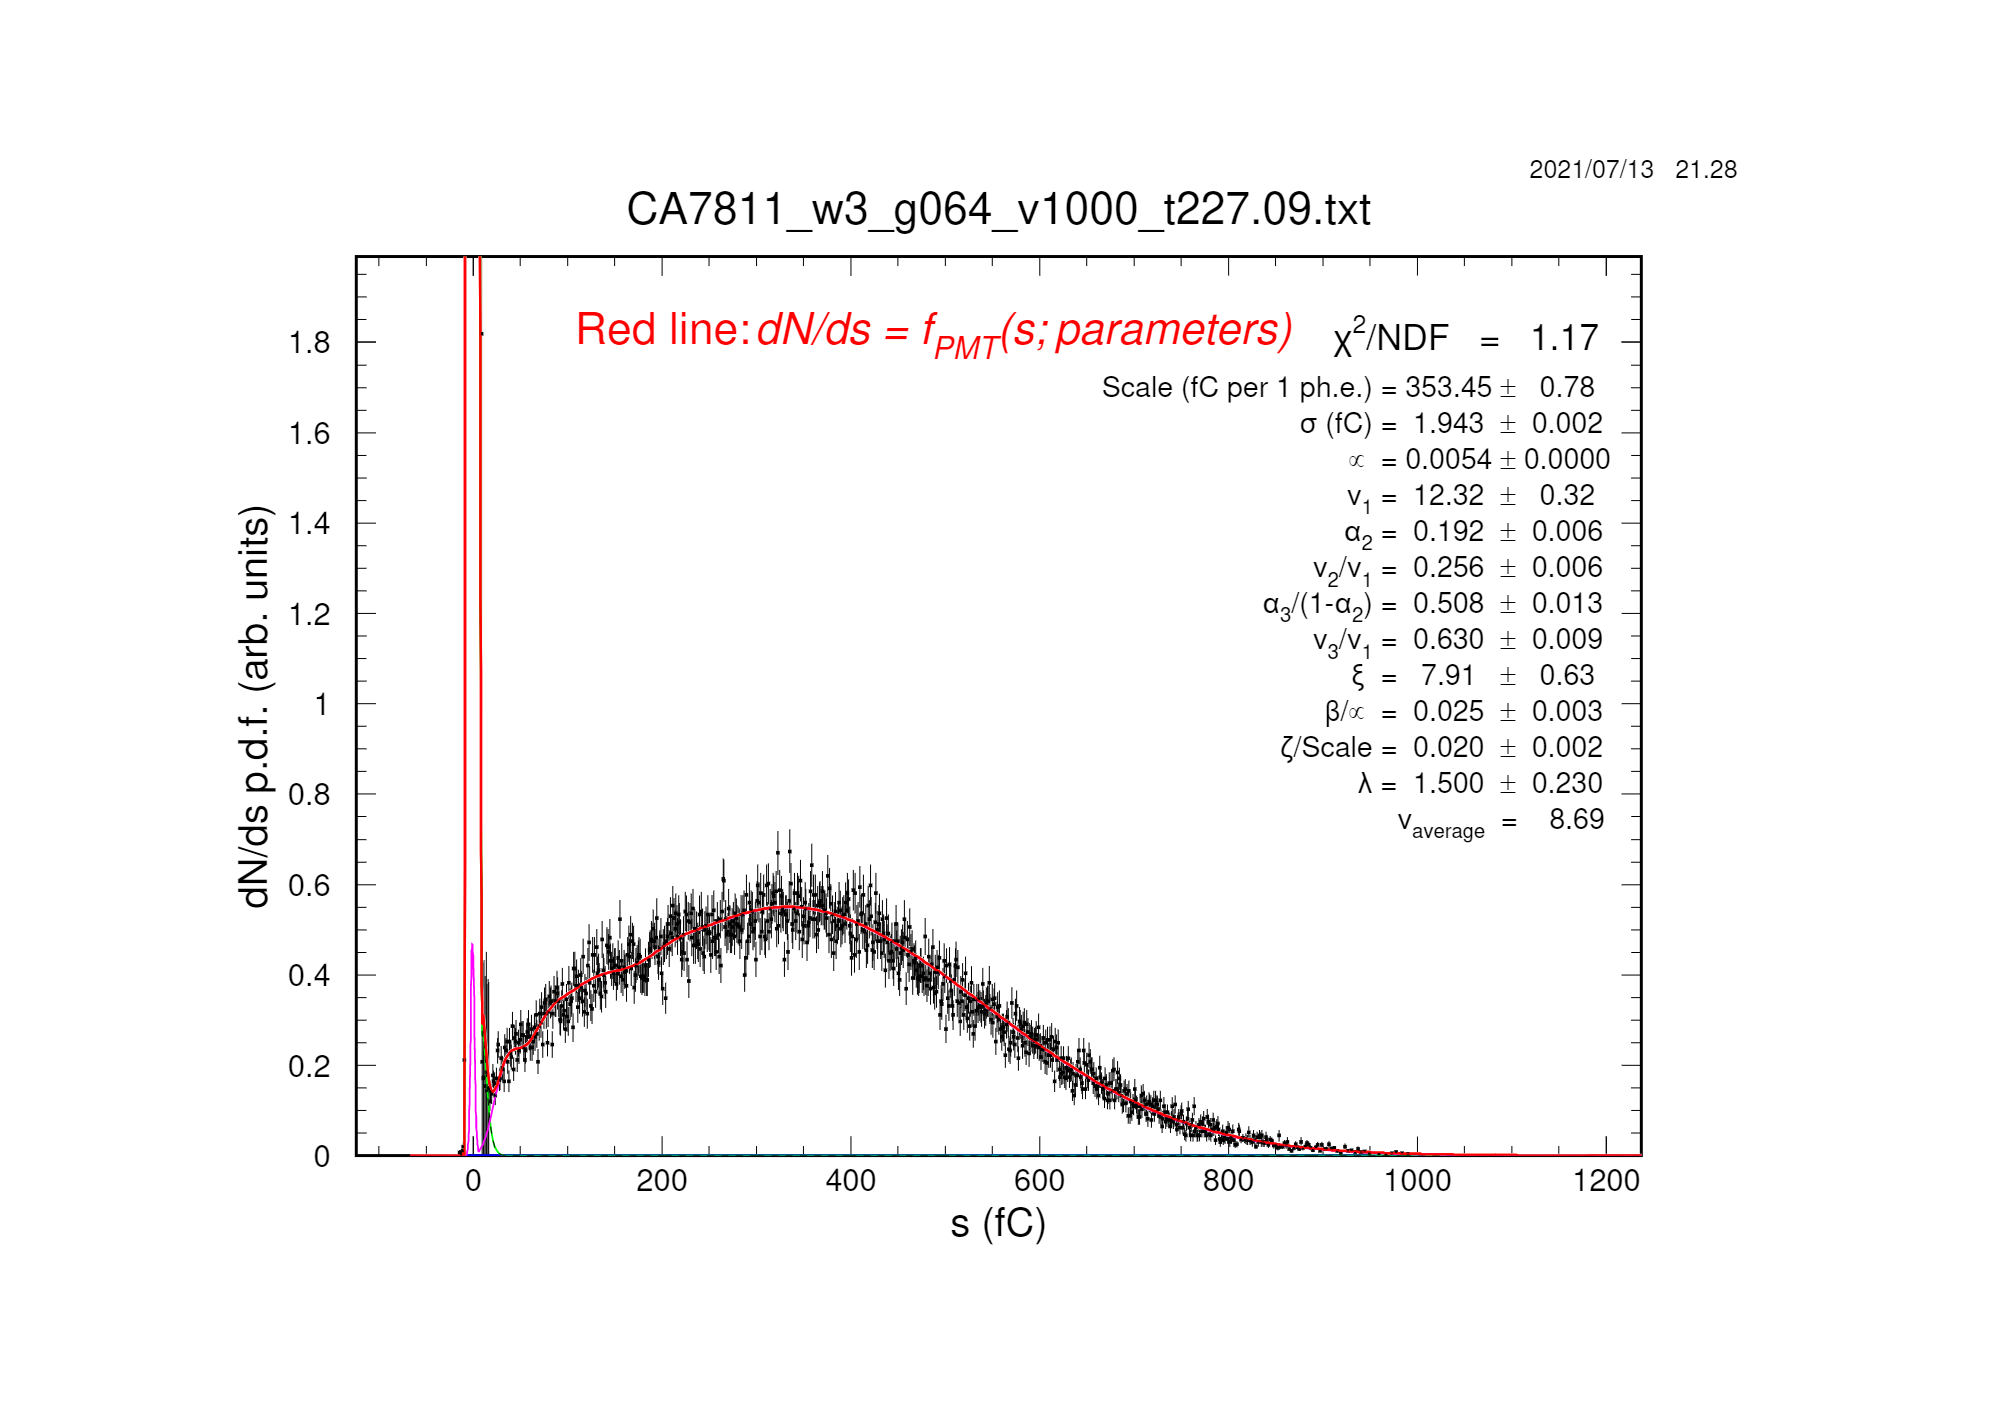 2021/07/13 21.28
CA7811_w3_g064_v1000_t227.09.txt
Red line: dN/ds = f_PMT(s; parameters)
χ²/NDF = 1.17
Scale (fC per 1 ph.e.) = 353.45 ± 0.78
σ (fC) = 1.943 ± 0.002
∝ = 0.0054 ± 0.0000
ν₁ = 12.32 ± 0.32
α₂ = 0.192 ± 0.006
ν₂/ν₁ = 0.256 ± 0.006
α₃/(1-α₂) = 0.508 ± 0.013
ν₃/ν₁ = 0.630 ± 0.009
ξ = 7.91 ± 0.63
β/∝ = 0.025 ± 0.003
ζ/Scale = 0.020 ± 0.002
λ = 1.500 ± 0.230
ν_average = 8.69
dN/ds p.d.f. (arb. units)
1.8
1.6
1.4
1.2
1
0.8
0.6
0.4
0.2
0
0 200 400 600 800 1000 1200
s (fC)